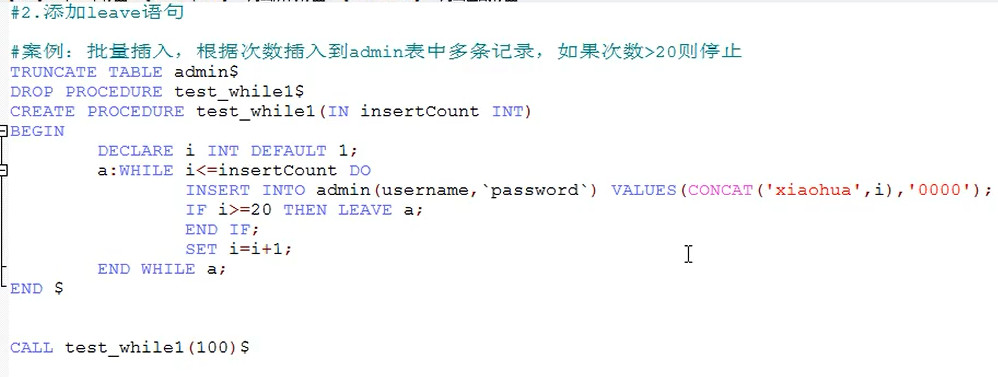 #2.添加leave语句
#案例：批量插入，根据次数插入到admin表中多条记录，如果次数>20则停止
TRUNCATE TABLE admin$
DROP PROCEDURE test_while1$
CREATE PROCEDURE test_while1(IN insertCount INT)
BEGIN
DECLARE i INT DEFAULT 1;
a:WHILE i<=insertCount DO
INSERT INTO admin(username,`password`) VALUES(CONCAT('xiaohua',i),'0000');
IF i>=20 THEN LEAVE a;
END IF;
SET i=i+1;
END WHILE a;
END $
CALL test_while1(100)$